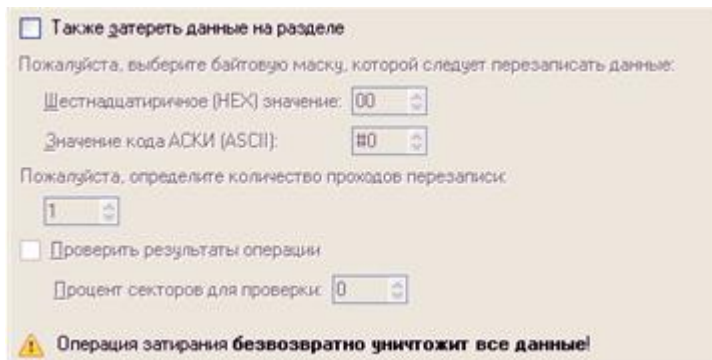 Также затереть данные на разделе
Пожалуйста, выберите байтовую маску, которой следует перезаписать данные:
Шестнадцатиричное (HEX) значение: 00
Значение кода АСКИ (ASCII): #0
Пожалуйста, определите количество проходов перезаписи:
1
Проверить результаты операции
Процент секторов для проверки: 0
Операция затирания безвозвратно уничтожит все данные!